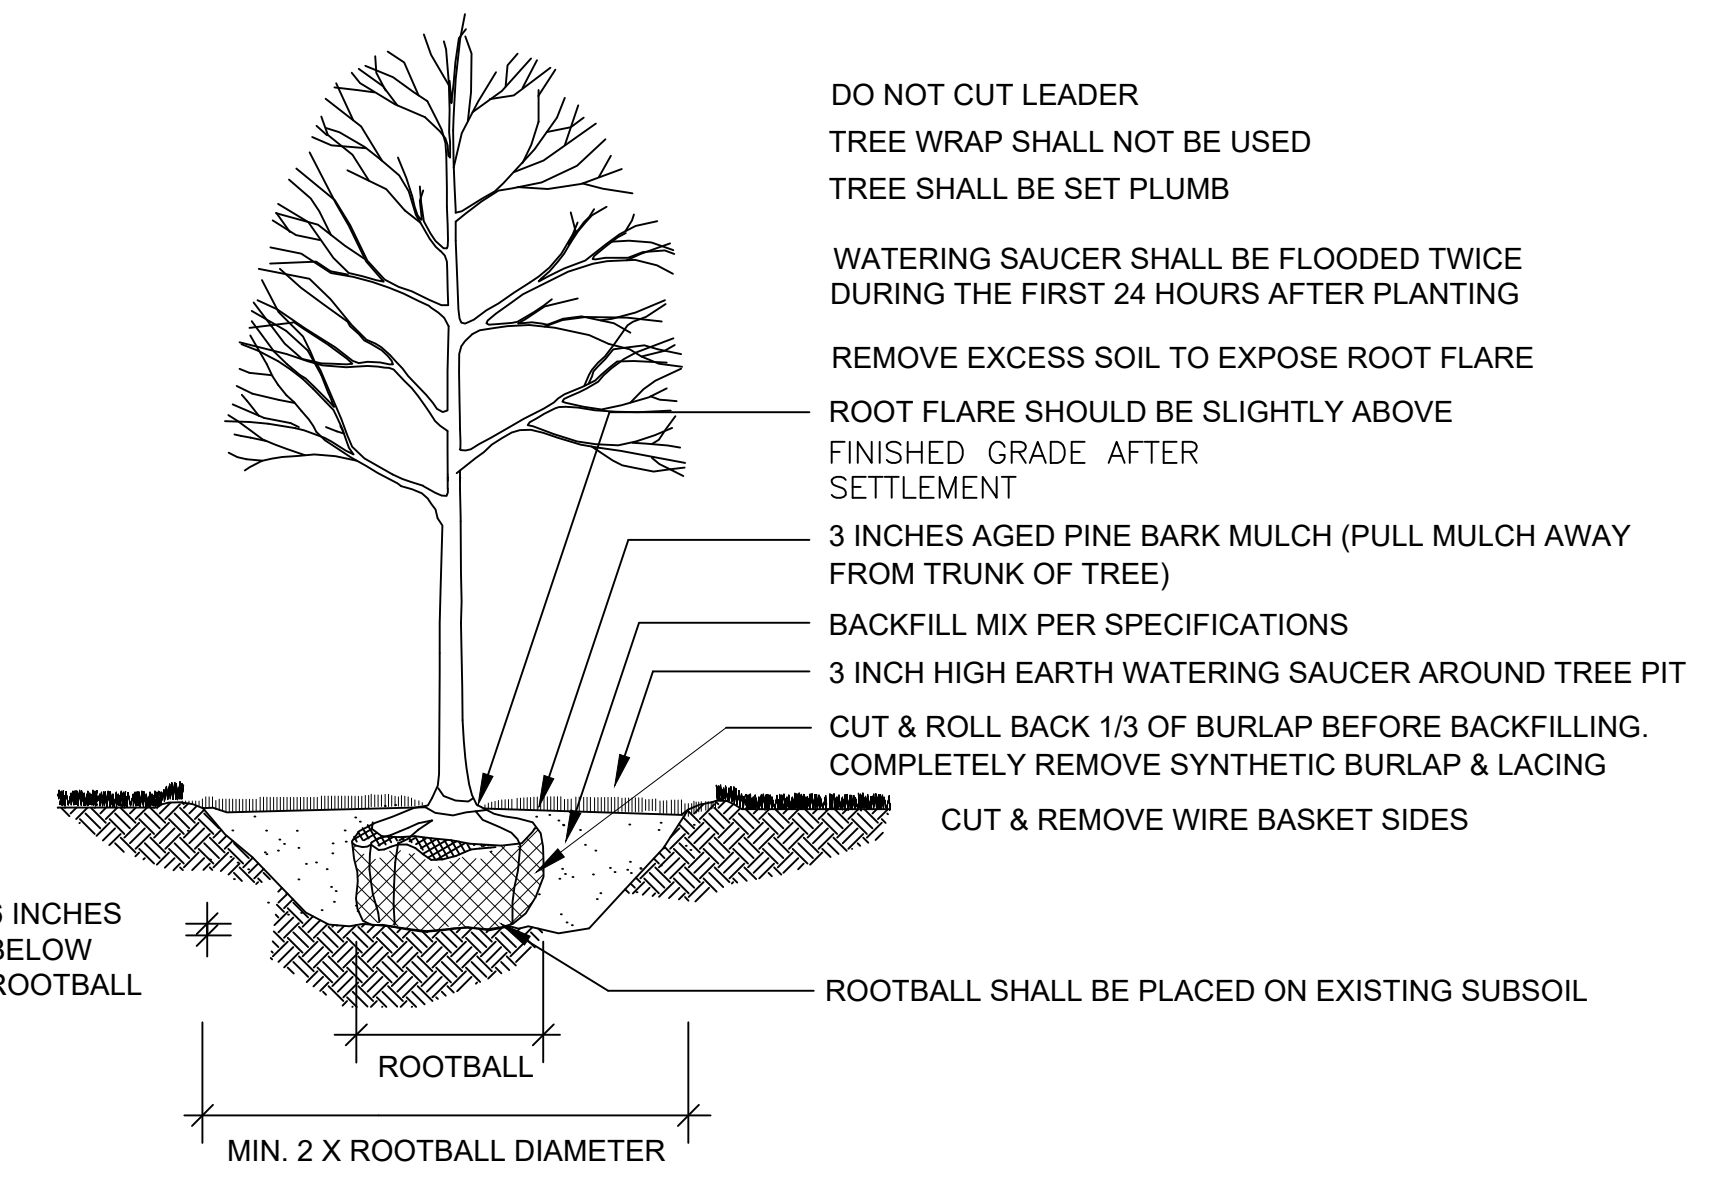 DO NOT CUT LEADER
TREE WRAP SHALL NOT BE USED
TREE SHALL BE SET PLUMB
WATERING SAUCER SHALL BE FLOODED TWICE
DURING THE FIRST 24 HOURS AFTER PLANTING
REMOVE EXCESS SOIL TO EXPOSE ROOT FLARE
ROOT FLARE SHOULD BE SLIGHTLY ABOVE
FINISHED GRADE AFTER
SETTLEMENT
3 INCHES AGED PINE BARK MULCH (PULL MULCH AWAY
FROM TRUNK OF TREE)
BACKFILL MIX PER SPECIFICATIONS
3 INCH HIGH EARTH WATERING SAUCER AROUND TREE PIT
CUT & ROLL BACK 1/3 OF BURLAP BEFORE BACKFILLING.
COMPLETELY REMOVE SYNTHETIC BURLAP & LACING
CUT & REMOVE WIRE BASKET SIDES
6 INCHES
BELOW
ROOTBALL
ROOTBALL SHALL BE PLACED ON EXISTING SUBSOIL
ROOTBALL
MIN. 2 X ROOTBALL DIAMETER